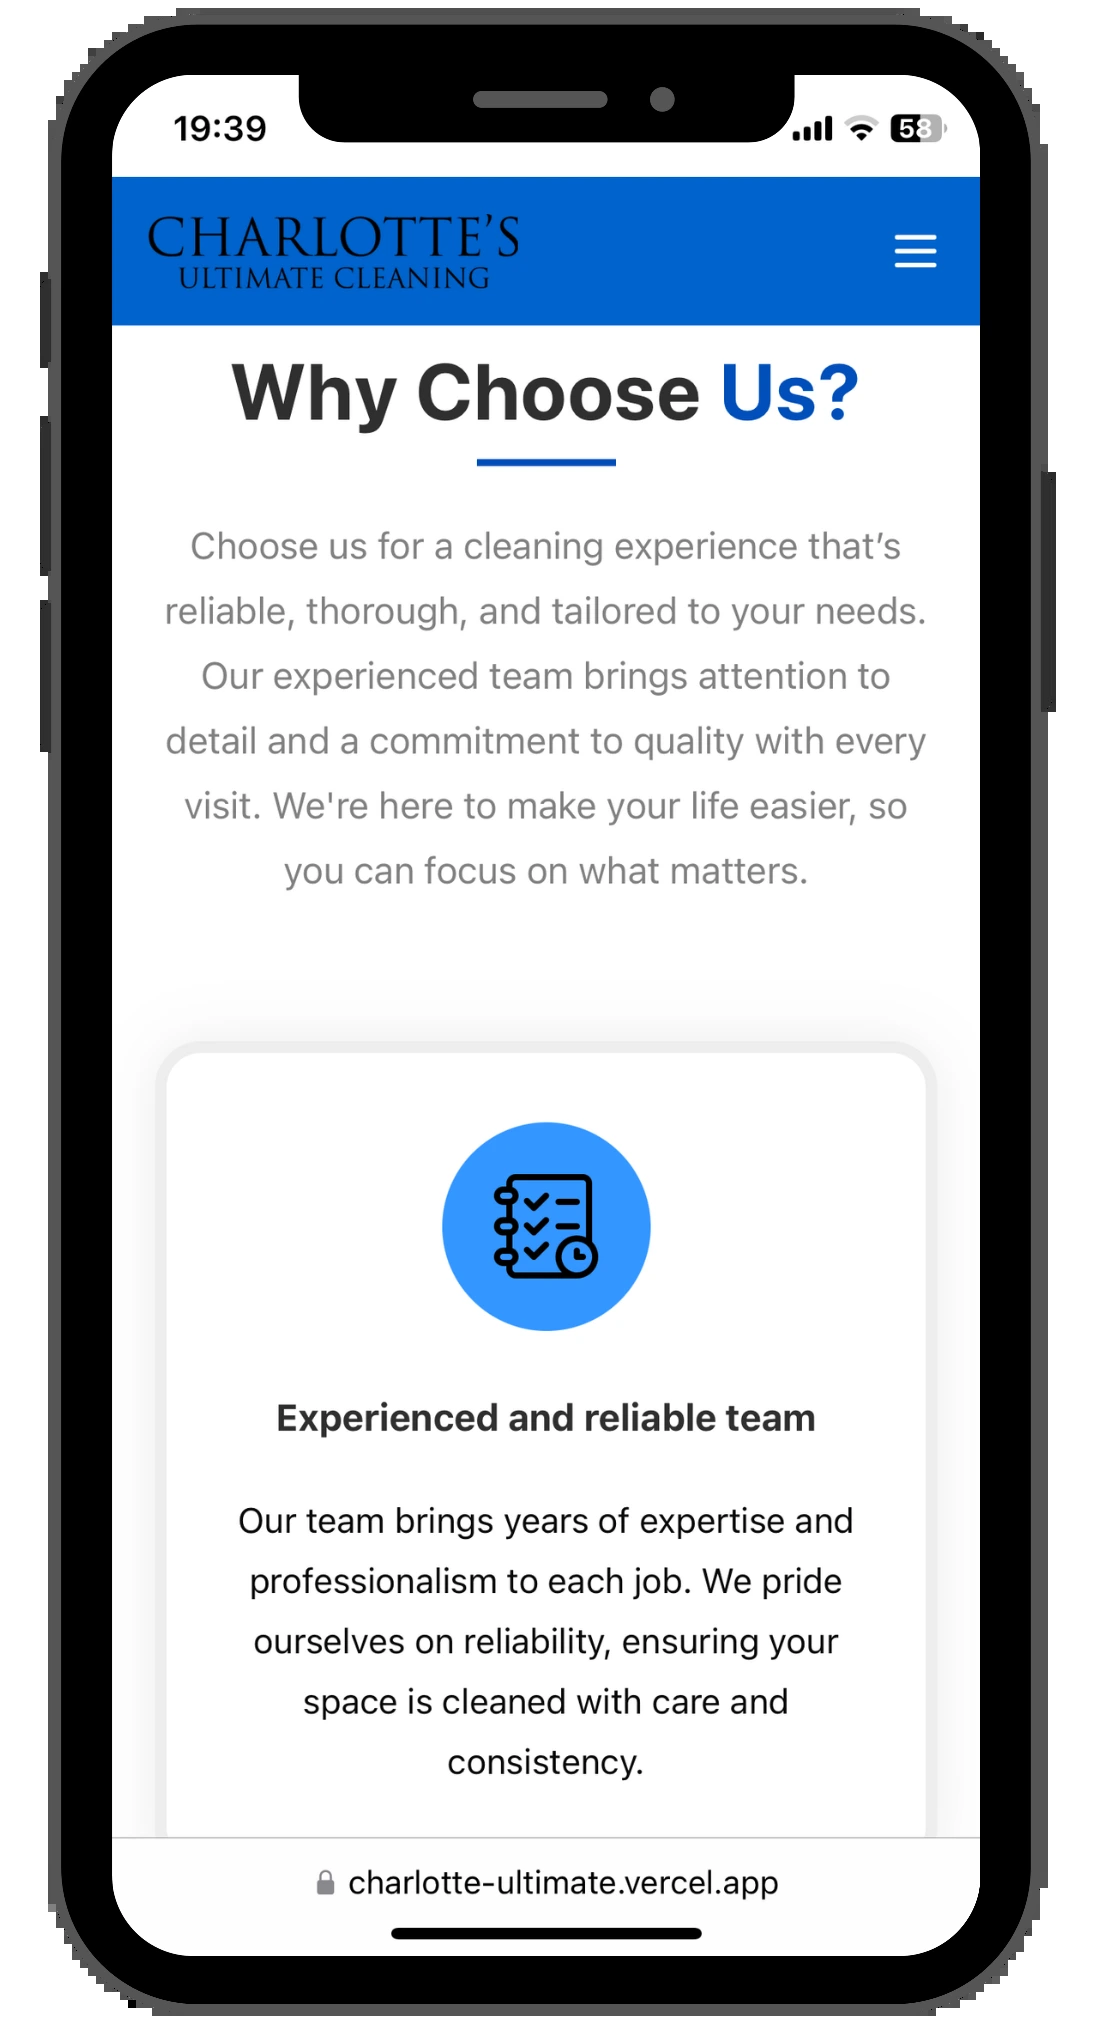 19:39
58
CHARLOTTE’S
ULTIMATE CLEANING
Why Choose Us?
Choose us for a cleaning experience that’s
reliable, thorough, and tailored to your needs.
Our experienced team brings attention to
detail and a commitment to quality with every
visit. We're here to make your life easier, so
you can focus on what matters.
Experienced and reliable team
Our team brings years of expertise and
professionalism to each job. We pride
ourselves on reliability, ensuring your
space is cleaned with care and
consistency.
charlotte-ultimate.vercel.app